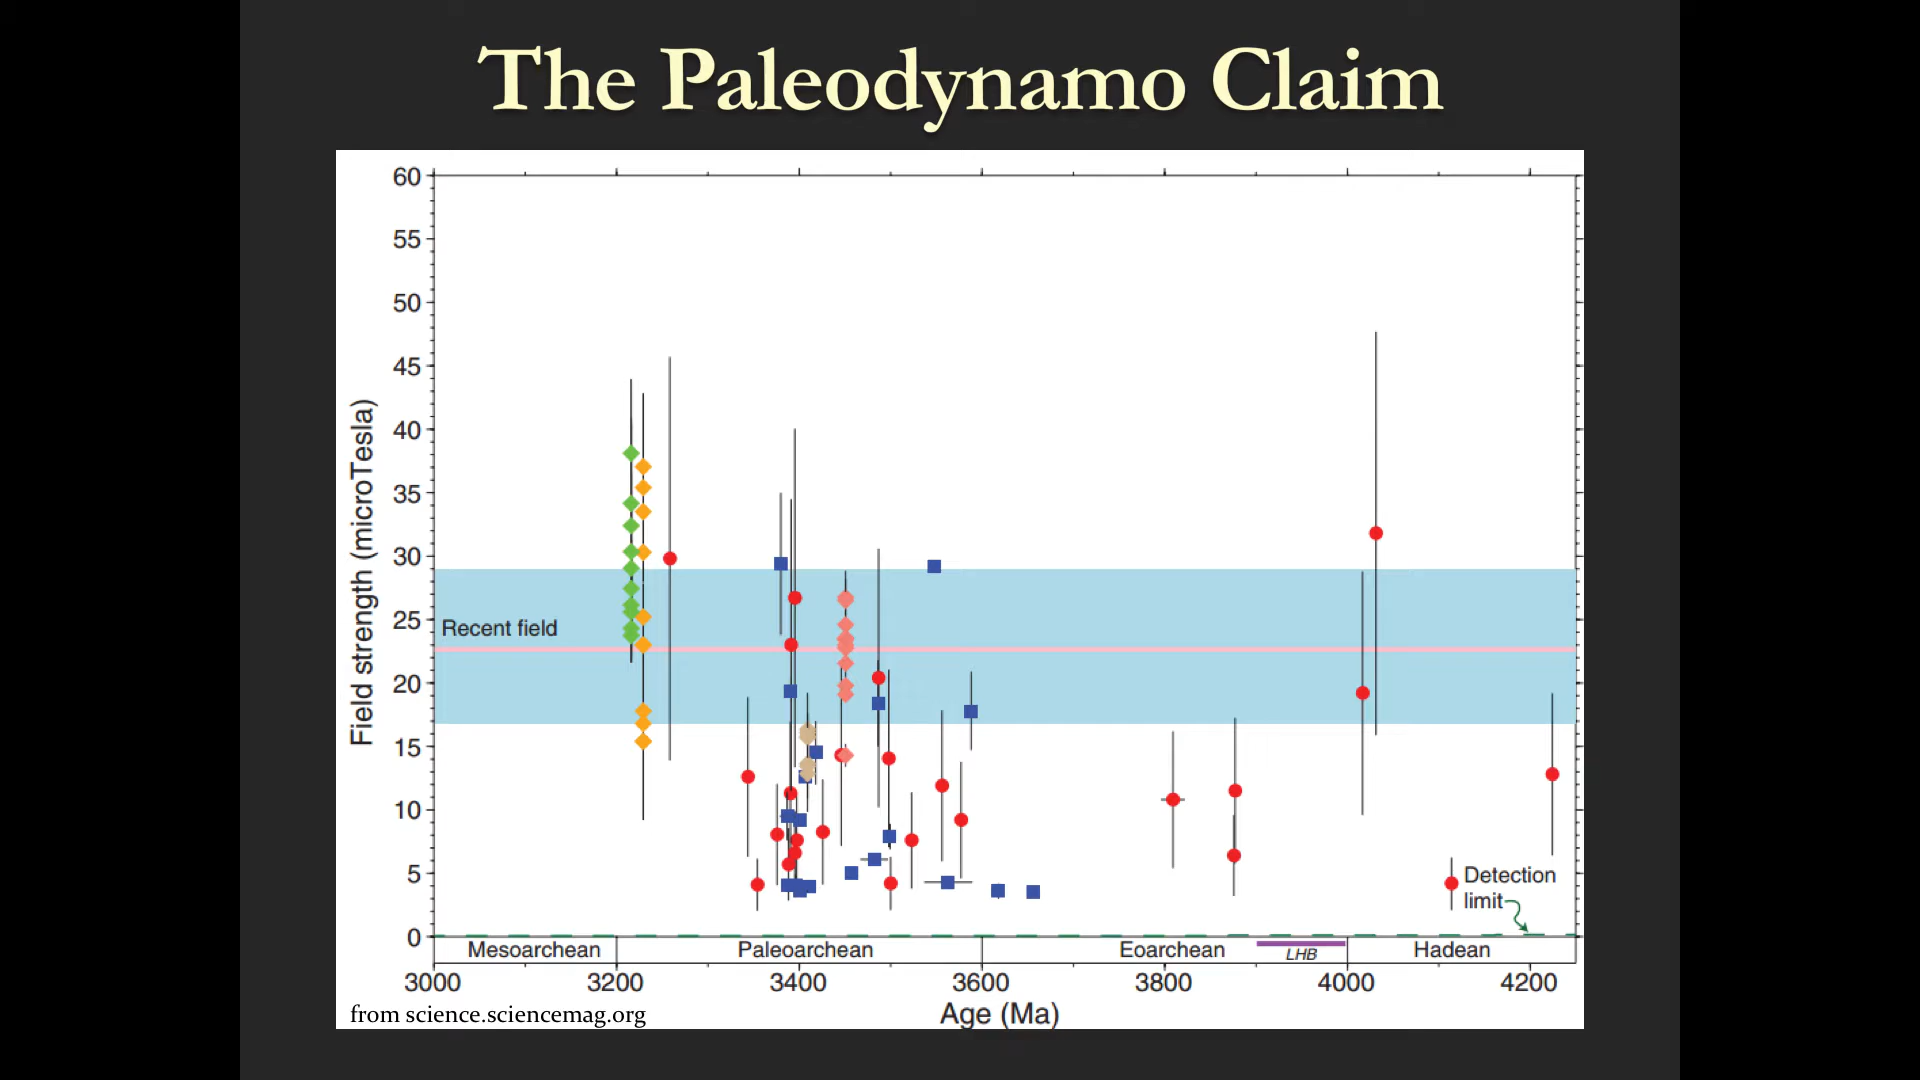 The Paleodynamo Claim
60
55
50
45
40
35
30
25
20
15
10
5
0
Field strength (microTesla)
Recent field
Detection
limit
Mesoarchean
Paleoarchean
Eoarchean
LHB
Hadean
3000
3200
3400
3600
3800
4000
4200
Age (Ma)
from science.sciencemag.org